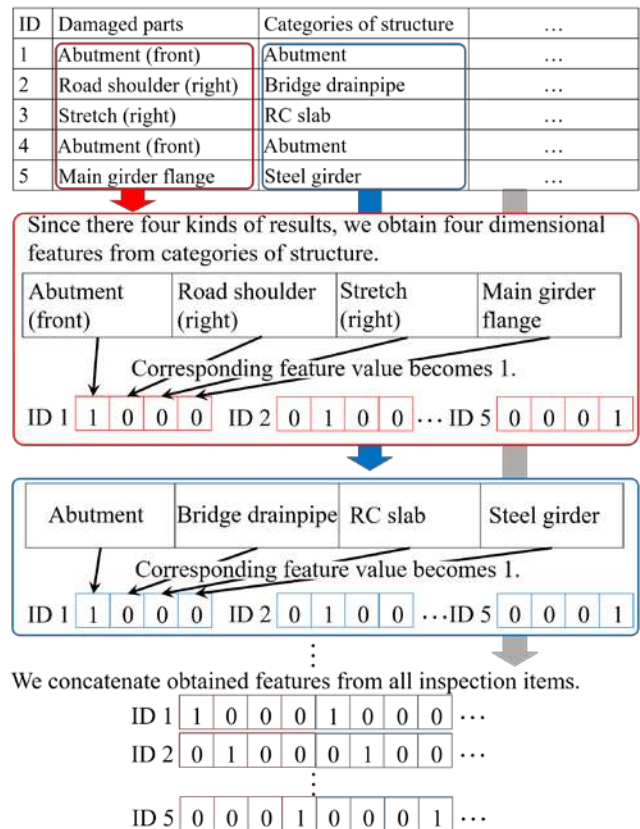 ID Damaged parts Categories of structure …
1 Abutment (front) Abutment …
2 Road shoulder (right) Bridge drainpipe …
3 Stretch (right) RC slab …
4 Abutment (front) Abutment …
5 Main girder flange Steel girder …
Since there four kinds of results, we obtain four dimensional
features from categories of structure.
Abutment Road shoulder Stretch Main girder
(front) (right) (right) flange
Corresponding feature value becomes 1.
ID 1 1 0 0 0 ID 2 0 1 0 0 … ID 5 0 0 0 1
Abutment Bridge drainpipe RC slab Steel girder
Corresponding feature value becomes 1.
ID 1 1 0 0 0 ID 2 0 1 0 0 … ID 5 0 0 0 1
⋮
We concatenate obtained features from all inspection items.
ID 1 1 0 0 0 1 0 0 0 …
ID 2 0 1 0 0 0 1 0 0 …
⋮
ID 5 0 0 0 1 0 0 0 1 …